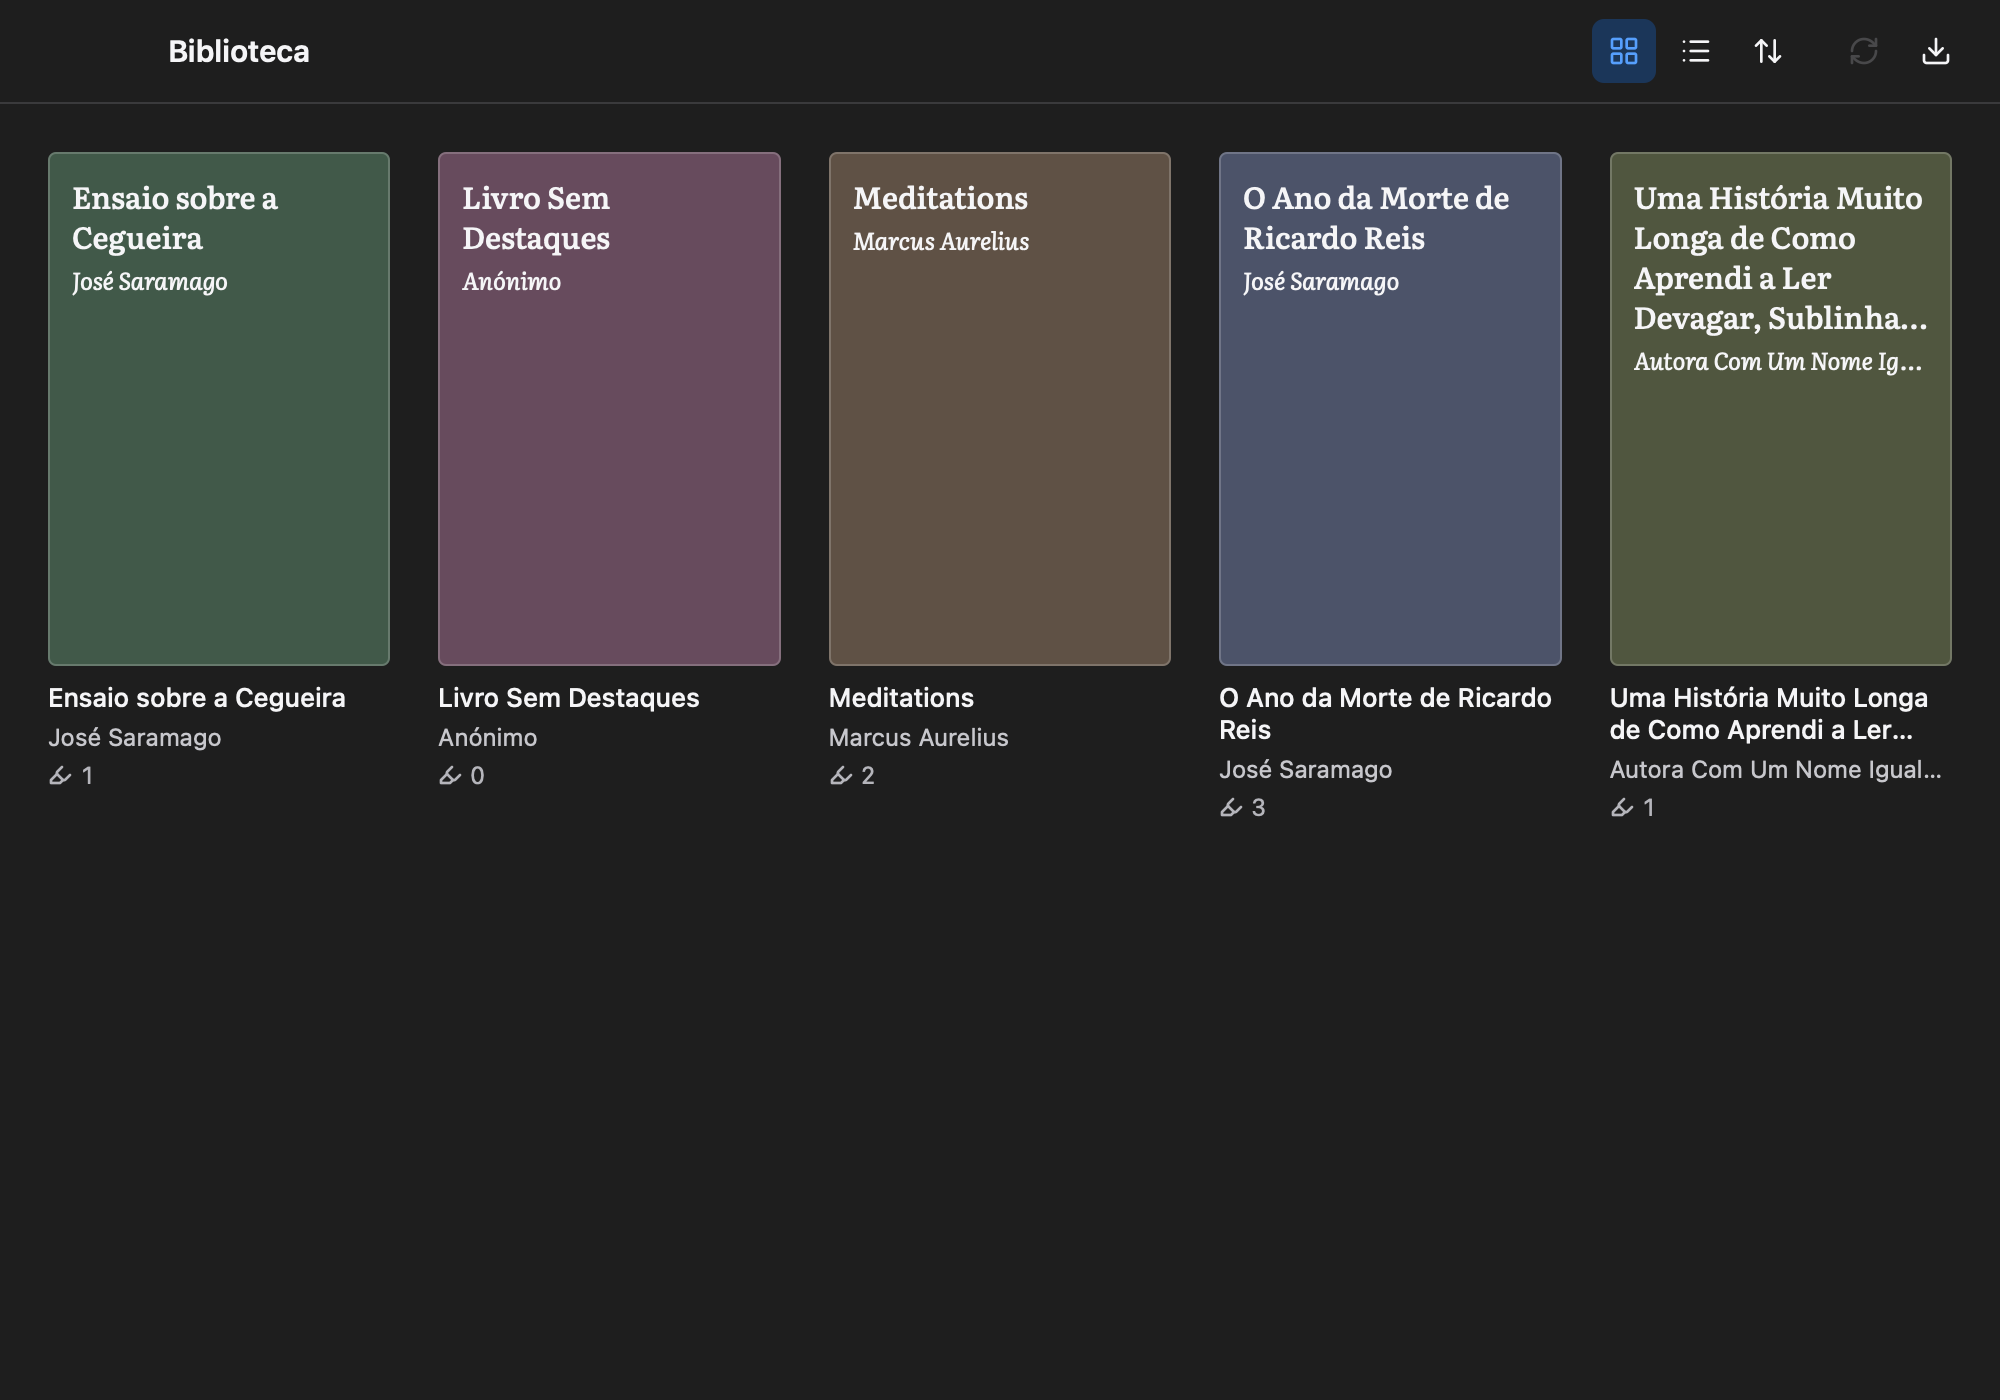 Biblioteca
Ensaio sobre a
Cegueira
José Saramago
Livro Sem
Destaques
Anónimo
Meditations
Marcus Aurelius
O Ano da Morte de
Ricardo Reis
José Saramago
Uma História Muito
Longa de Como
Aprendi a Ler
Devagar, Sublinha...
Autora Com Um Nome Ig...
Ensaio sobre a Cegueira
José Saramago
1
Livro Sem Destaques
Anónimo
0
Meditations
Marcus Aurelius
2
O Ano da Morte de Ricardo
Reis
José Saramago
3
Uma História Muito Longa
de Como Aprendi a Ler...
Autora Com Um Nome Igual...
1